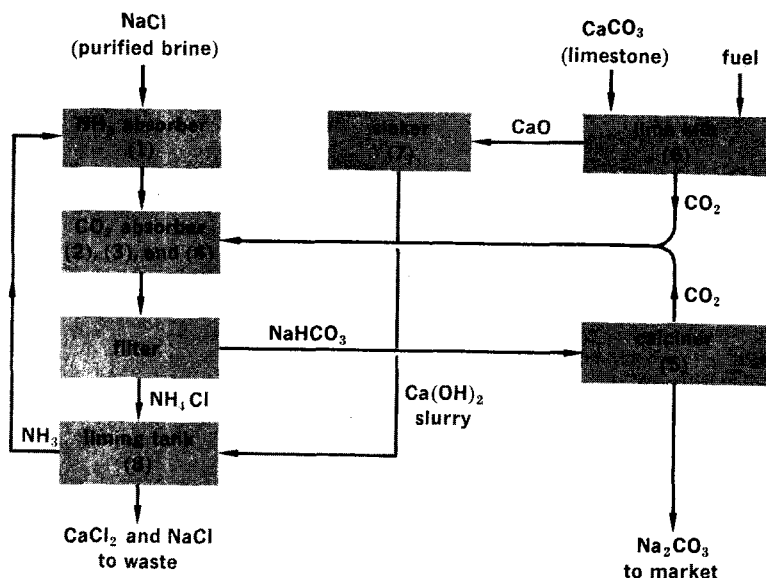 NaCl
(purified brine)
CaCO₃
(limestone)
fuel
NH₃ absorber
(1)
slaker
(7)
CaO
lime kiln
(6)
CO₂
CO₂ absorber
(2), (3), and (4)
CO₂
filter
NaHCO₃
calciner
(5)
NH₄Cl
Ca(OH)₂
slurry
NH₃
liming tank
(8)
CaCl₂ and NaCl
to waste
Na₂CO₃
to market